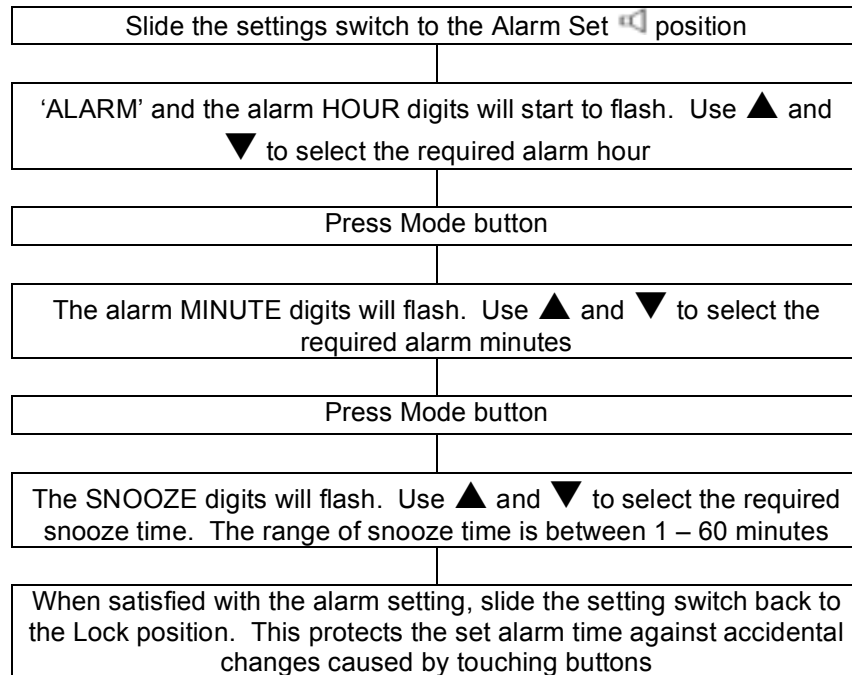 Slide the settings switch to the Alarm Set position
‘ALARM’ and the alarm HOUR digits will start to flash.  Use ▲ and
▼ to select the required alarm hour
Press Mode button
The alarm MINUTE digits will flash.  Use ▲ and ▼ to select the
required alarm minutes
Press Mode button
The SNOOZE digits will flash.  Use ▲ and ▼ to select the required
snooze time.  The range of snooze time is between 1 – 60 minutes
When satisfied with the alarm setting, slide the setting switch back to
the Lock position.  This protects the set alarm time against accidental
changes caused by touching buttons